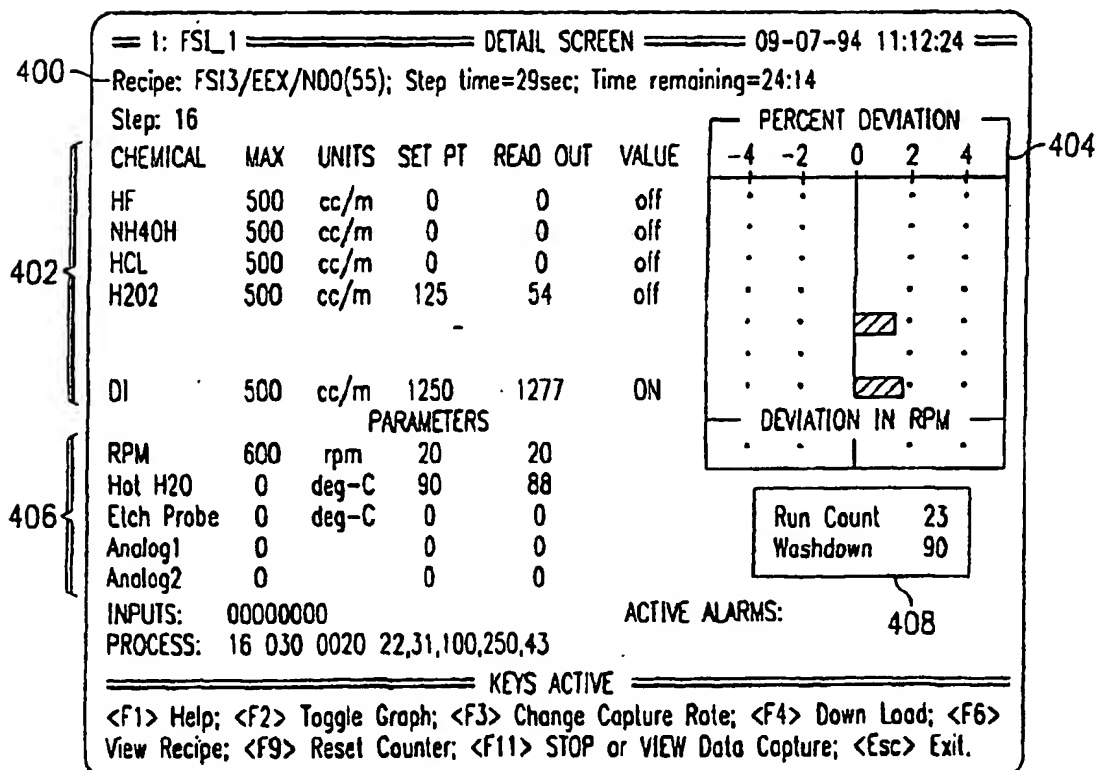 1: FSI_1 DETAIL SCREEN 09-07-94 11:12:24
400 Recipe: FSI3/EEX/N00(55); Step time=29sec; Time remaining=24:14
Step: 16
PERCENT DEVIATION
CHEMICAL MAX UNITS SET PT READ OUT VALUE -4 -2 0 2 4 404
HF 500 cc/m 0 0 off
NH40H 500 cc/m 0 0 off
HCL 500 cc/m 0 0 off
402
H202 500 cc/m 125 54 off
DI 500 cc/m 1250 1277 ON
PARAMETERS
DEVIATION IN RPM
RPM 600 rpm 20 20
Hot H20 0 deg-C 90 88
406 Etch Probe 0 deg-C 0 0
Run Count 23
Analog1 0 0 0
Washdown 90
Analog2 0 0 0
INPUTS: 00000000 ACTIVE ALARMS: 408
PROCESS: 16 030 0020 22,31,100,250,43
KEYS ACTIVE
<F1> Help; <F2> Toggle Graph; <F3> Change Capture Rate; <F4> Down Load; <F6>
View Recipe; <F9> Reset Counter; <F11> STOP or VIEW Data Capture; <Esc> Exit.